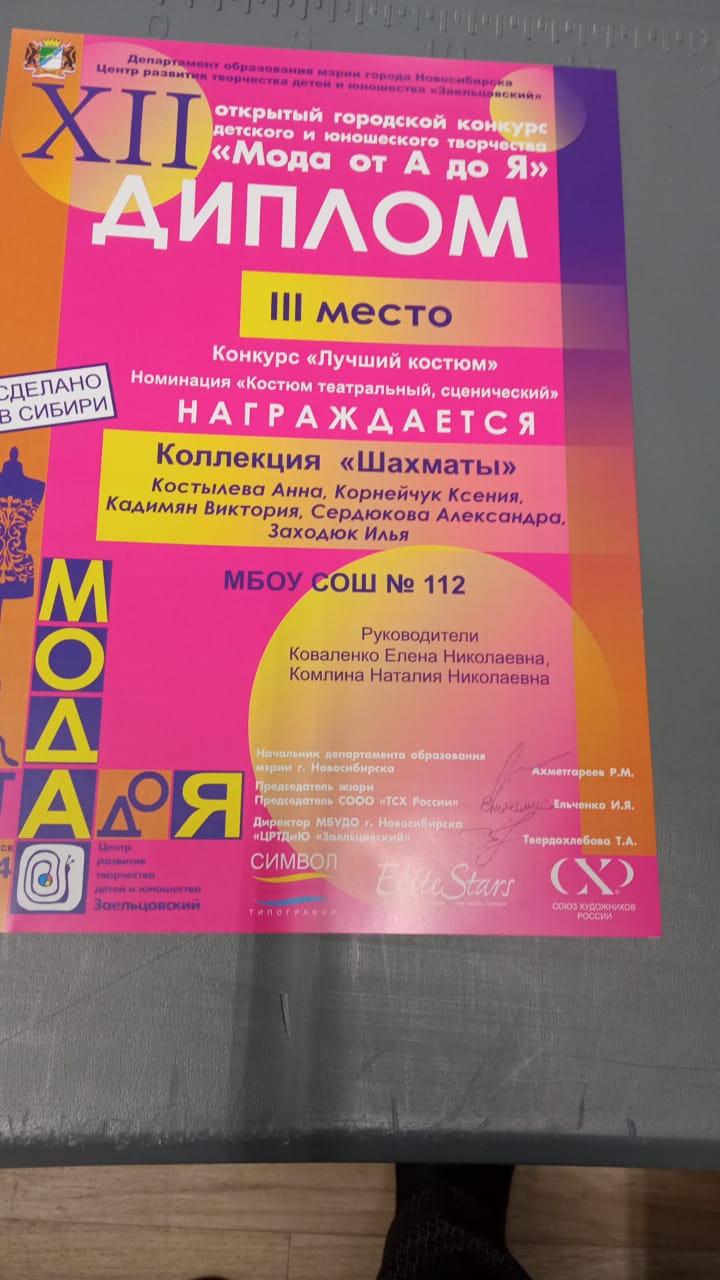 Департамент образования мэрии города Новосибирска
Центр развития творчества детей и юношества «Заельцовский»
XII
открытый городской конкурс
детского и юношеского творчества
«Мода от А до Я»
ДИПЛОМ
III место
Конкурс «Лучший костюм»
Номинация «Костюм театральный, сценический»
НАГРАЖДАЕТСЯ
СДЕЛАНО
В СИБИРИ
Коллекция «Шахматы»
Костылева Анна, Корнейчук Ксения,
Кадимян Виктория, Сердюкова Александра,
Заходюк Илья
МБОУ СОШ № 112
Руководители
Коваленко Елена Николаевна,
Комлина Наталия Николаевна
МОДА
ДО
Я
Начальник департамента образования
мэрии г. Новосибирска
Ахметгареев Р.М.
Председатель жюри
Председатель СООО «ТСХ России»
Ельченко И.Я.
Директор МБУДО г. Новосибирска
«ЦРТДиЮ «Заельцовский»
Твердохлебова Т.А.
Центр
развития
творчества
детей и юношества
Заельцовский
СИМВОЛ
ТИПОГРАФИЯ
EliteStars
СХ
СОЮЗ ХУДОЖНИКОВ
РОССИИ